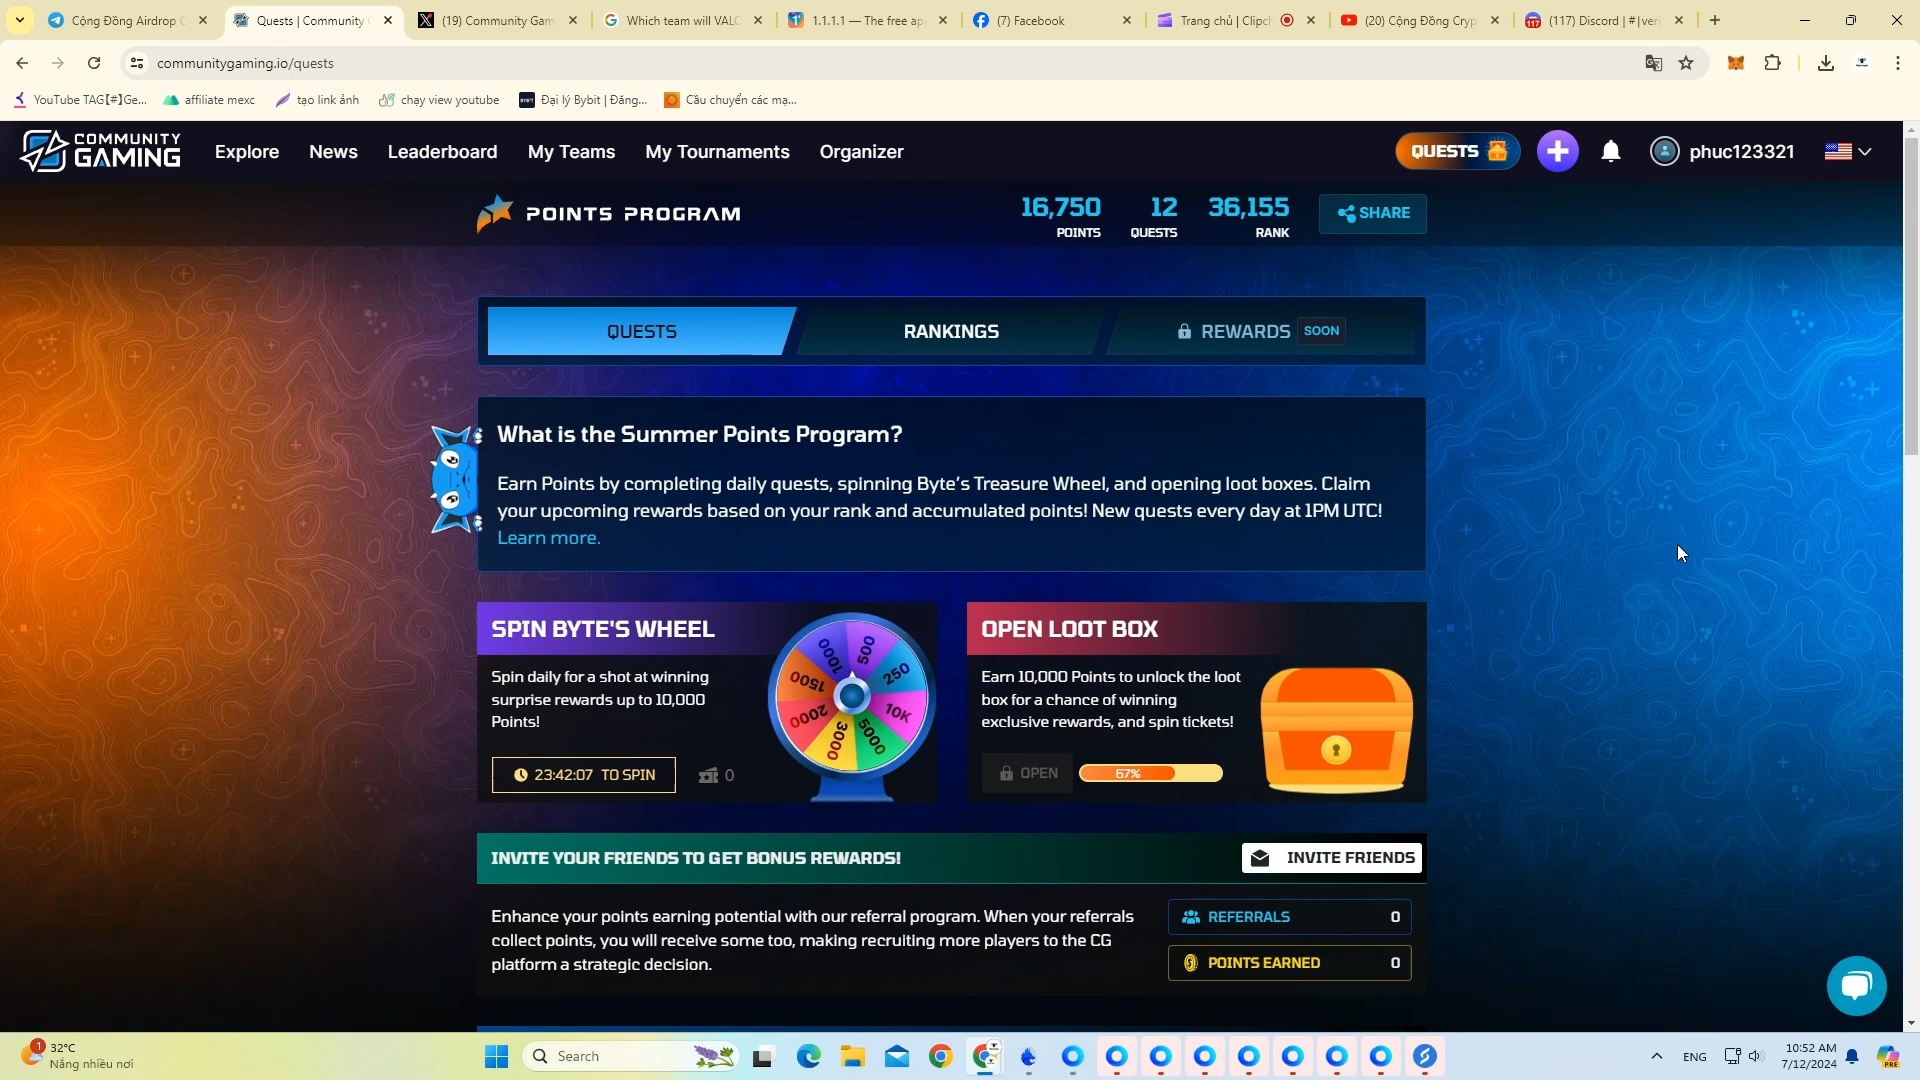 Cộng Đồng Airdrop C
Quests | Community G
(19) Community Gam
Which team will VALO
1.1.1.1 — The free ap
(7) Facebook
Trang chủ | Clipch
(20) Cộng Đồng Cryp
(117) Discord | #|veri
communitygaming.io/quests
YouTube TAG【#】Ge...
affiliate mexc
tạo link ảnh
chạy view youtube
Đại lý Bybit | Đăng...
Cầu chuyển các mạ...
COMMUNITY
GAMING
Explore
News
Leaderboard
My Teams
My Tournaments
Organizer
QUESTS
phuc123321
POINTS PROGRAM
16,750
POINTS
12
QUESTS
36,155
RANK
SHARE
QUESTS
RANKINGS
REWARDS
SOON
What is the Summer Points Program?
Earn Points by completing daily quests, spinning Byte's Treasure Wheel, and opening loot boxes. Claim
your upcoming rewards based on your rank and accumulated points! New quests every day at 1PM UTC!
Learn more.
SPIN BYTE'S WHEEL
Spin daily for a shot at winning
surprise rewards up to 10,000
Points!
23:42:07 TO SPIN
0
500
250
10K
5000
3000
2000
1500
1000
OPEN LOOT BOX
Earn 10,000 Points to unlock the loot
box for a chance of winning
exclusive rewards, and spin tickets!
OPEN
67%
INVITE YOUR FRIENDS TO GET BONUS REWARDS!
INVITE FRIENDS
Enhance your points earning potential with our referral program. When your referrals
collect points, you will receive some too, making recruiting more players to the CG
platform a strategic decision.
REFERRALS
0
POINTS EARNED
0
1
32°C
Nắng nhiều nơi
Search
ENG
10:52 AM
7/12/2024
PRE